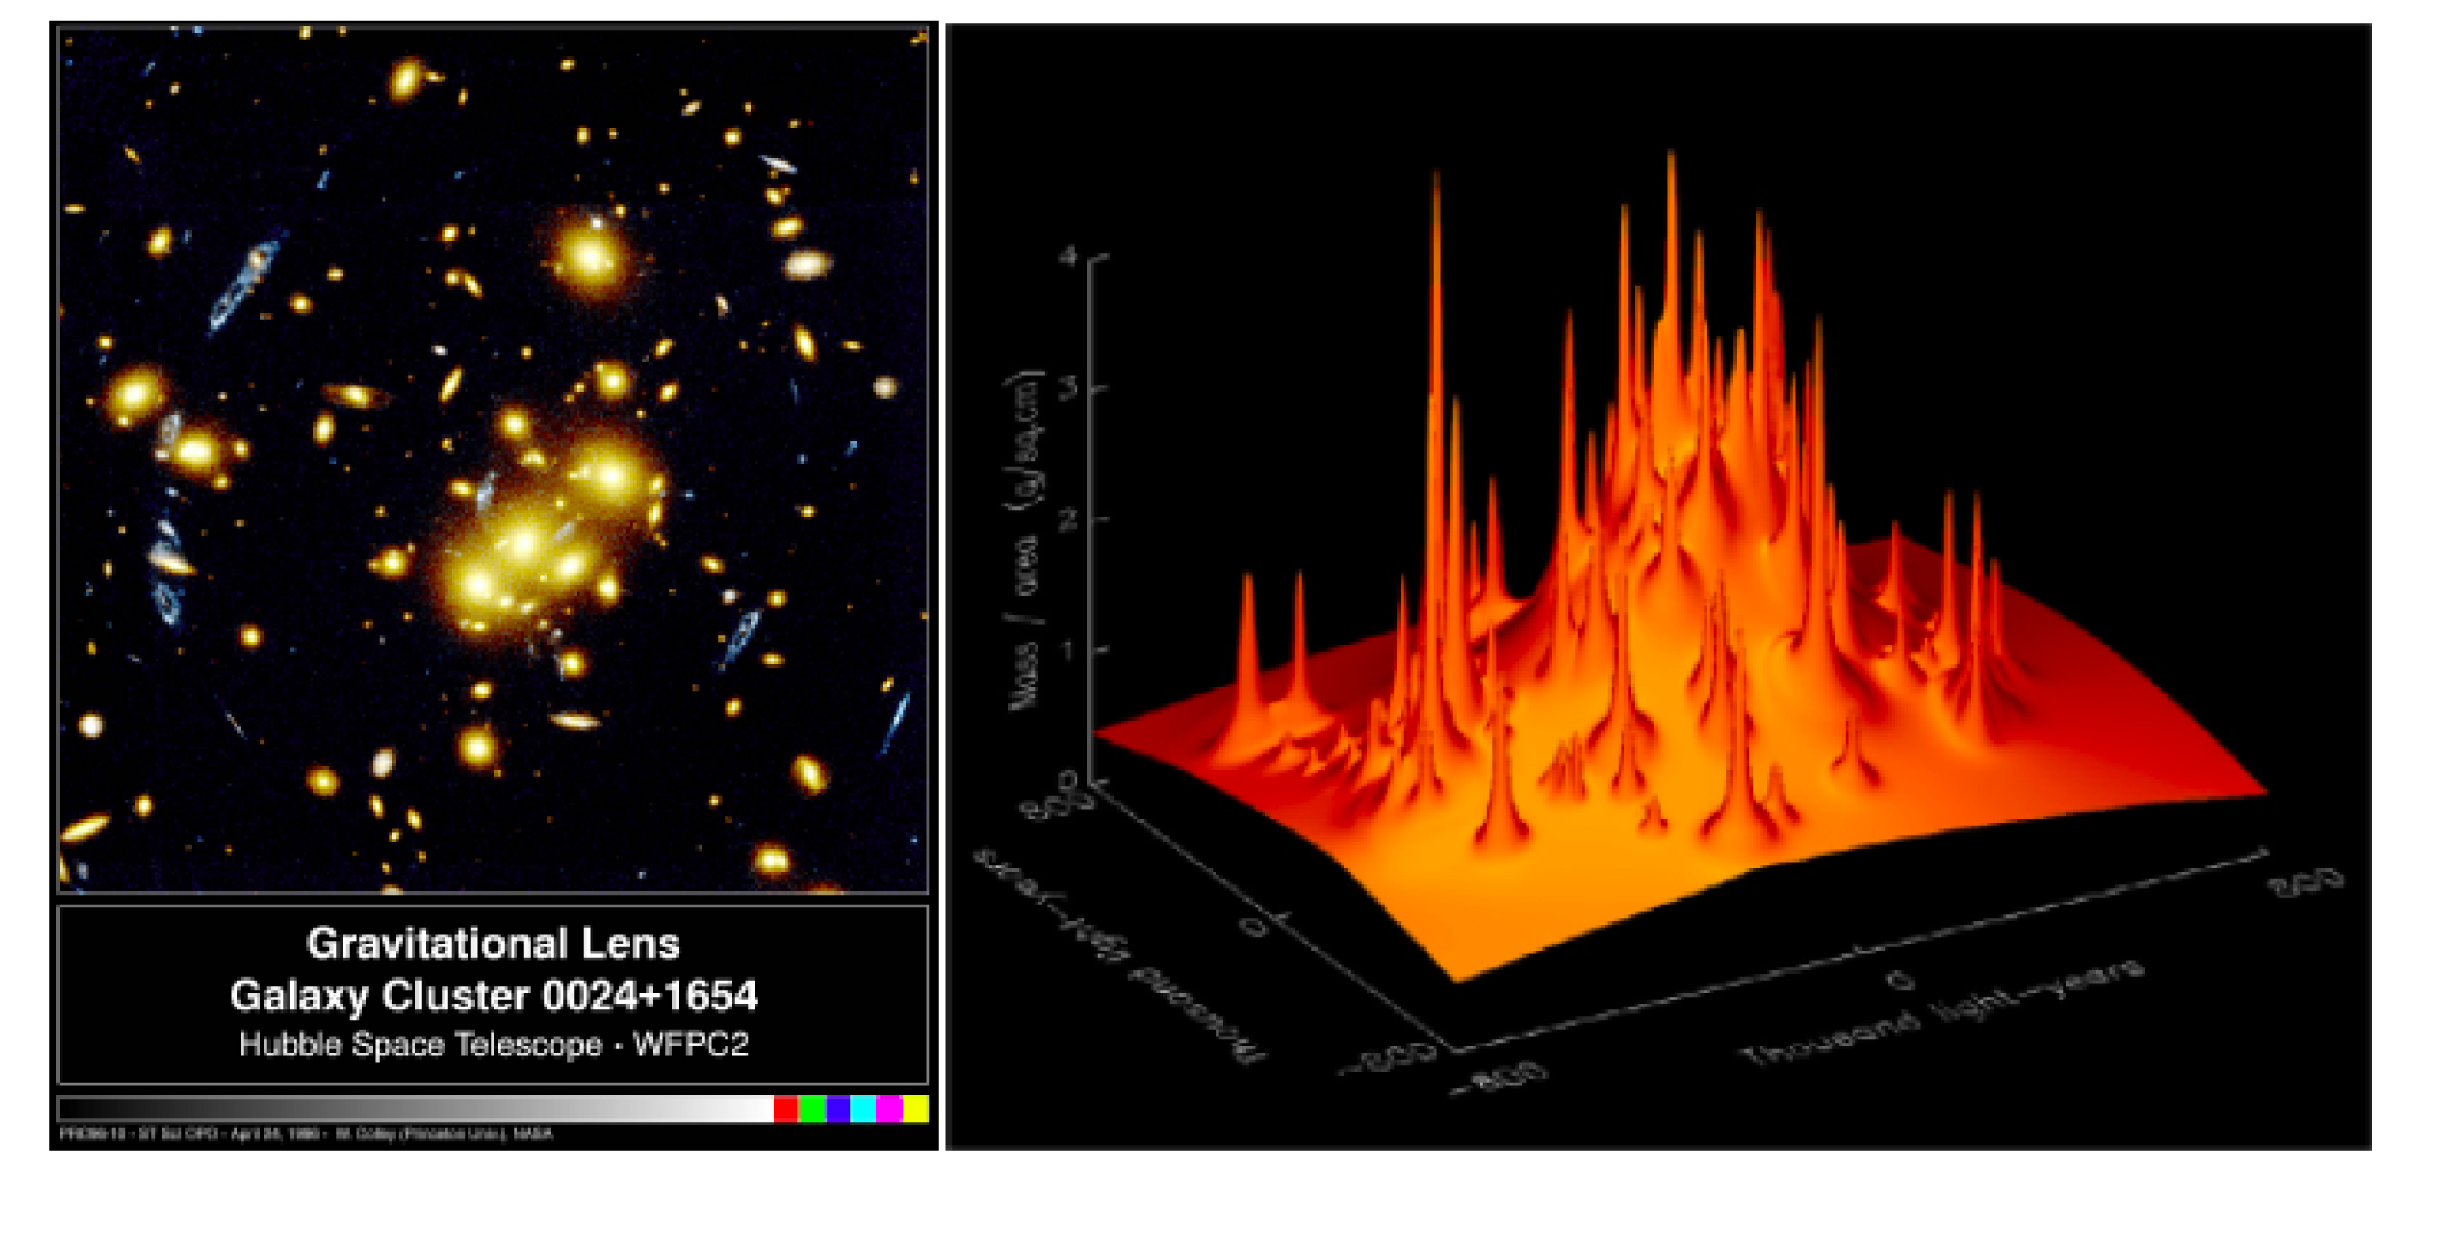 Gravitational Lens
Galaxy Cluster 0024+1654
Hubble Space Telescope - WFPC2
4
3
2
1
0
Mass / area (g/sq.cm)
0
Thousand light-years
-800
-800
0
Thousand light-years
800